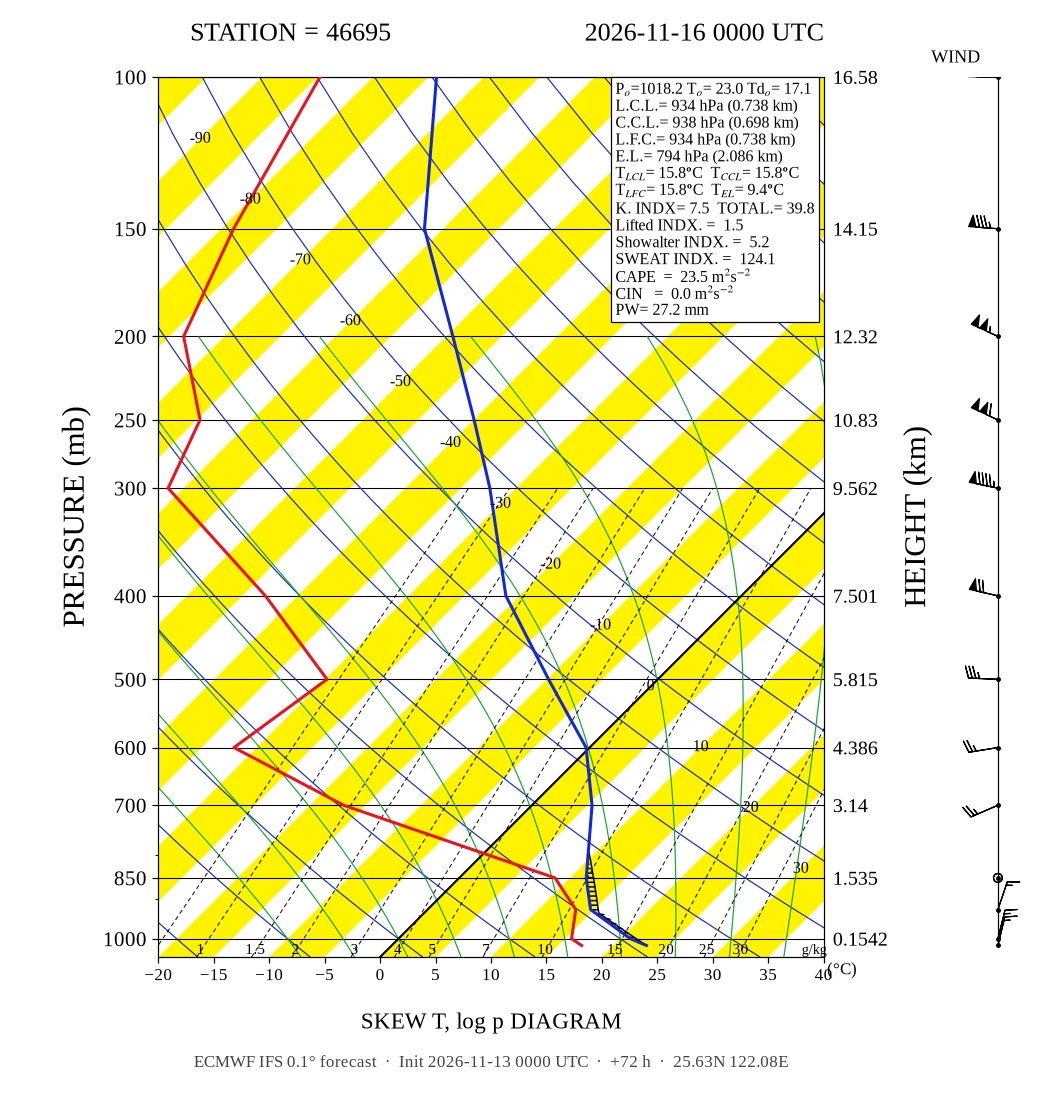 STATION = 46695
2026-11-16 0000 UTC
WIND
P_o=1018.2 T_o= 23.0 Td_o= 17.1
L.C.L.= 934 hPa (0.738 km)
C.C.L.= 938 hPa (0.698 km)
L.F.C.= 934 hPa (0.738 km)
E.L.= 794 hPa (2.086 km)
T_LCL= 15.8°C T_CCL= 15.8°C
T_LFC= 15.8°C T_EL= 9.4°C
K. INDX= 7.5 TOTAL.= 39.8
Lifted INDX. = 1.5
Showalter INDX. = 5.2
SWEAT INDX. = 124.1
CAPE = 23.5 m²s⁻²
CIN = 0.0 m²s⁻²
PW= 27.2 mm
100 16.58
-90
-80
150 14.15
-70
-60
200 12.32
-50
250 10.83
-40
300 9.562
-30
-20
400 7.501
-10
500 5.815
0
600 4.386
10
700 3.14
20
850 1.535
30
1000 0.1542
PRESSURE (mb)
HEIGHT (km)
1 1.5 2 3 4 5 7 10 15 20 25 30 g/kg
−20 −15 −10 −5 0 5 10 15 20 25 30 35 40 (°C)
SKEW T, log p DIAGRAM
ECMWF IFS 0.1° forecast · Init 2026-11-13 0000 UTC · +72 h · 25.63N 122.08E